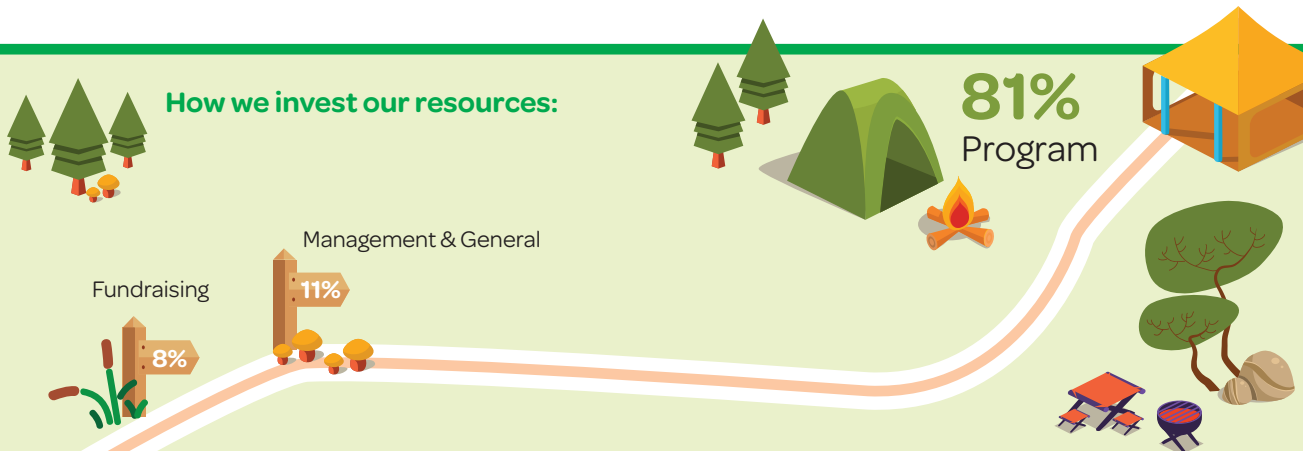 How we invest our resources:
81%
Program
Management & General
11%
Fundraising
8%